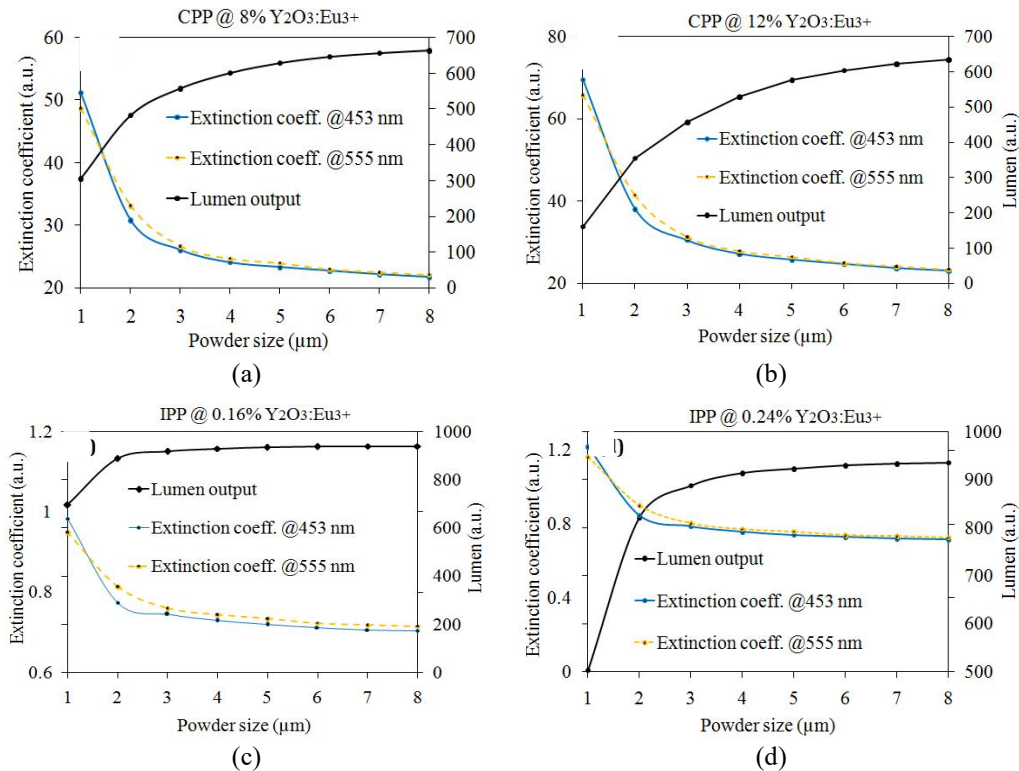 CPP @ 8% Y2O3:Eu3+
60
50
40
30
20
700
600
500
400
300
200
100
0
1 2 3 4 5 6 7 8
Extinction coefficient (a.u.)
Lumen (a.u.)
Powder size (µm)
Extinction coeff. @453 nm
Extinction coeff. @555 nm
Lumen output
(a)
CPP @ 12% Y2O3:Eu3+
80
60
40
20
700
600
500
400
300
200
100
0
1 2 3 4 5 6 7 8
Extinction coefficient (a.u.)
Lumen (a.u.)
Powder size (µm)
Extinction coeff. @453 nm
Extinction coeff. @555 nm
Lumen output
(b)
IPP @ 0.16% Y2O3:Eu3+
1.2
1
0.8
0.6
1000
800
600
400
200
0
1 2 3 4 5 6 7 8
Extinction coefficient (a.u.)
Lumen (a.u.)
Powder size (µm)
Lumen output
Extinction coeff. @453 nm
Extinction coeff. @555 nm
(c)
IPP @ 0.24% Y2O3:Eu3+
1.2
0.8
0.4
0
1000
900
800
700
600
500
1 2 3 4 5 6 7 8
Extinction coefficient (a.u.)
Lumen (a.u.)
Powder size (µm)
Lumen output
Extinction coeff. @453 nm
Extinction coeff. @555 nm
(d)